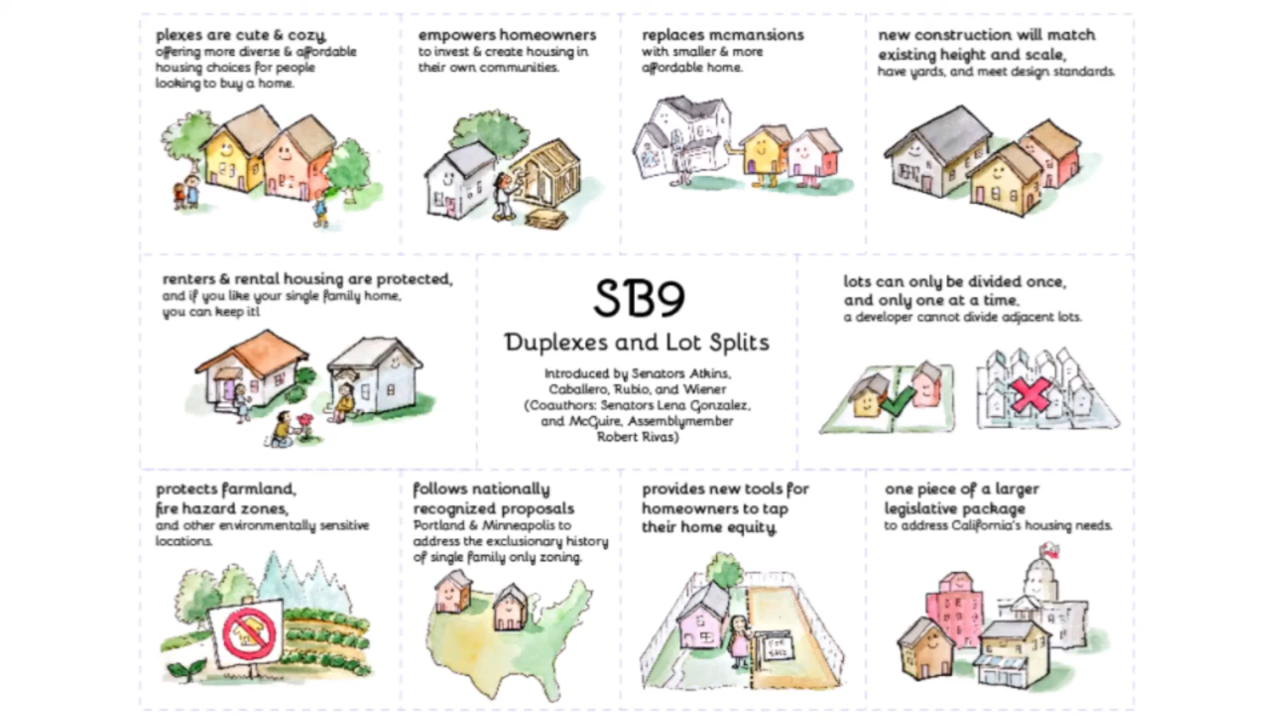 plexes are cute & cozy,
offering more diverse & affordable
housing choices for people
looking to buy a home.
empowers homeowners
to invest & create housing in
their own communities.
replaces mcmansions
with smaller & more
affordable home.
new construction will match
existing height and scale,
have yards, and meet design standards.
renters & rental housing are protected,
and if you like your single family home,
you can keep it!
SB9
Duplexes and Lot Splits
Introduced by Senators Atkins,
Caballero, Rubio, and Wiener
(Coauthors: Senators Lena Gonzalez,
and McGuire, Assemblymember
Robert Rivas)
lots can only be divided once,
and only one at a time.
a developer cannot divide adjacent lots.
protects farmland,
fire hazard zones,
and other environmentally sensitive
locations.
follows nationally
recognized proposals
Portland & Minneapolis to
address the exclusionary history
of single family only zoning.
provides new tools for
homeowners to tap
their home equity.
FOR
SALE
one piece of a larger
legislative package
to address California's housing needs.